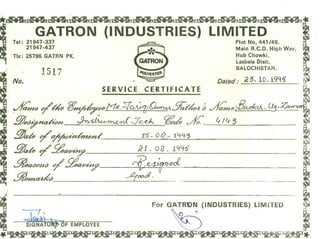 GATRON (INDUSTRIES) LIMITED
Tel: 21947-337
21947-437
Tlx: 25796 GATRN PK.
Plot No. 441/49,
Main R.C.D. High Way,
Hub Chowki,
Lasbela Distt,
BALOCHISTAN.
GATRON
POLYESTER
1517
No.
Dated: 23.10.1995
SERVICE CERTIFICATE
Name of the Employee Mr. Tariq Qamar Father's Name Badar-Uz-Zaman
Designation Instrument Tech Code No 4143
Date of appointment 15-08-1993
Date of Leaving 21.08.1995
Reasons of Leaving Resigned
Remarks Good.
For GATRON (INDUSTRIES) LIMITED
SIGNATURE OF EMPLOYEE